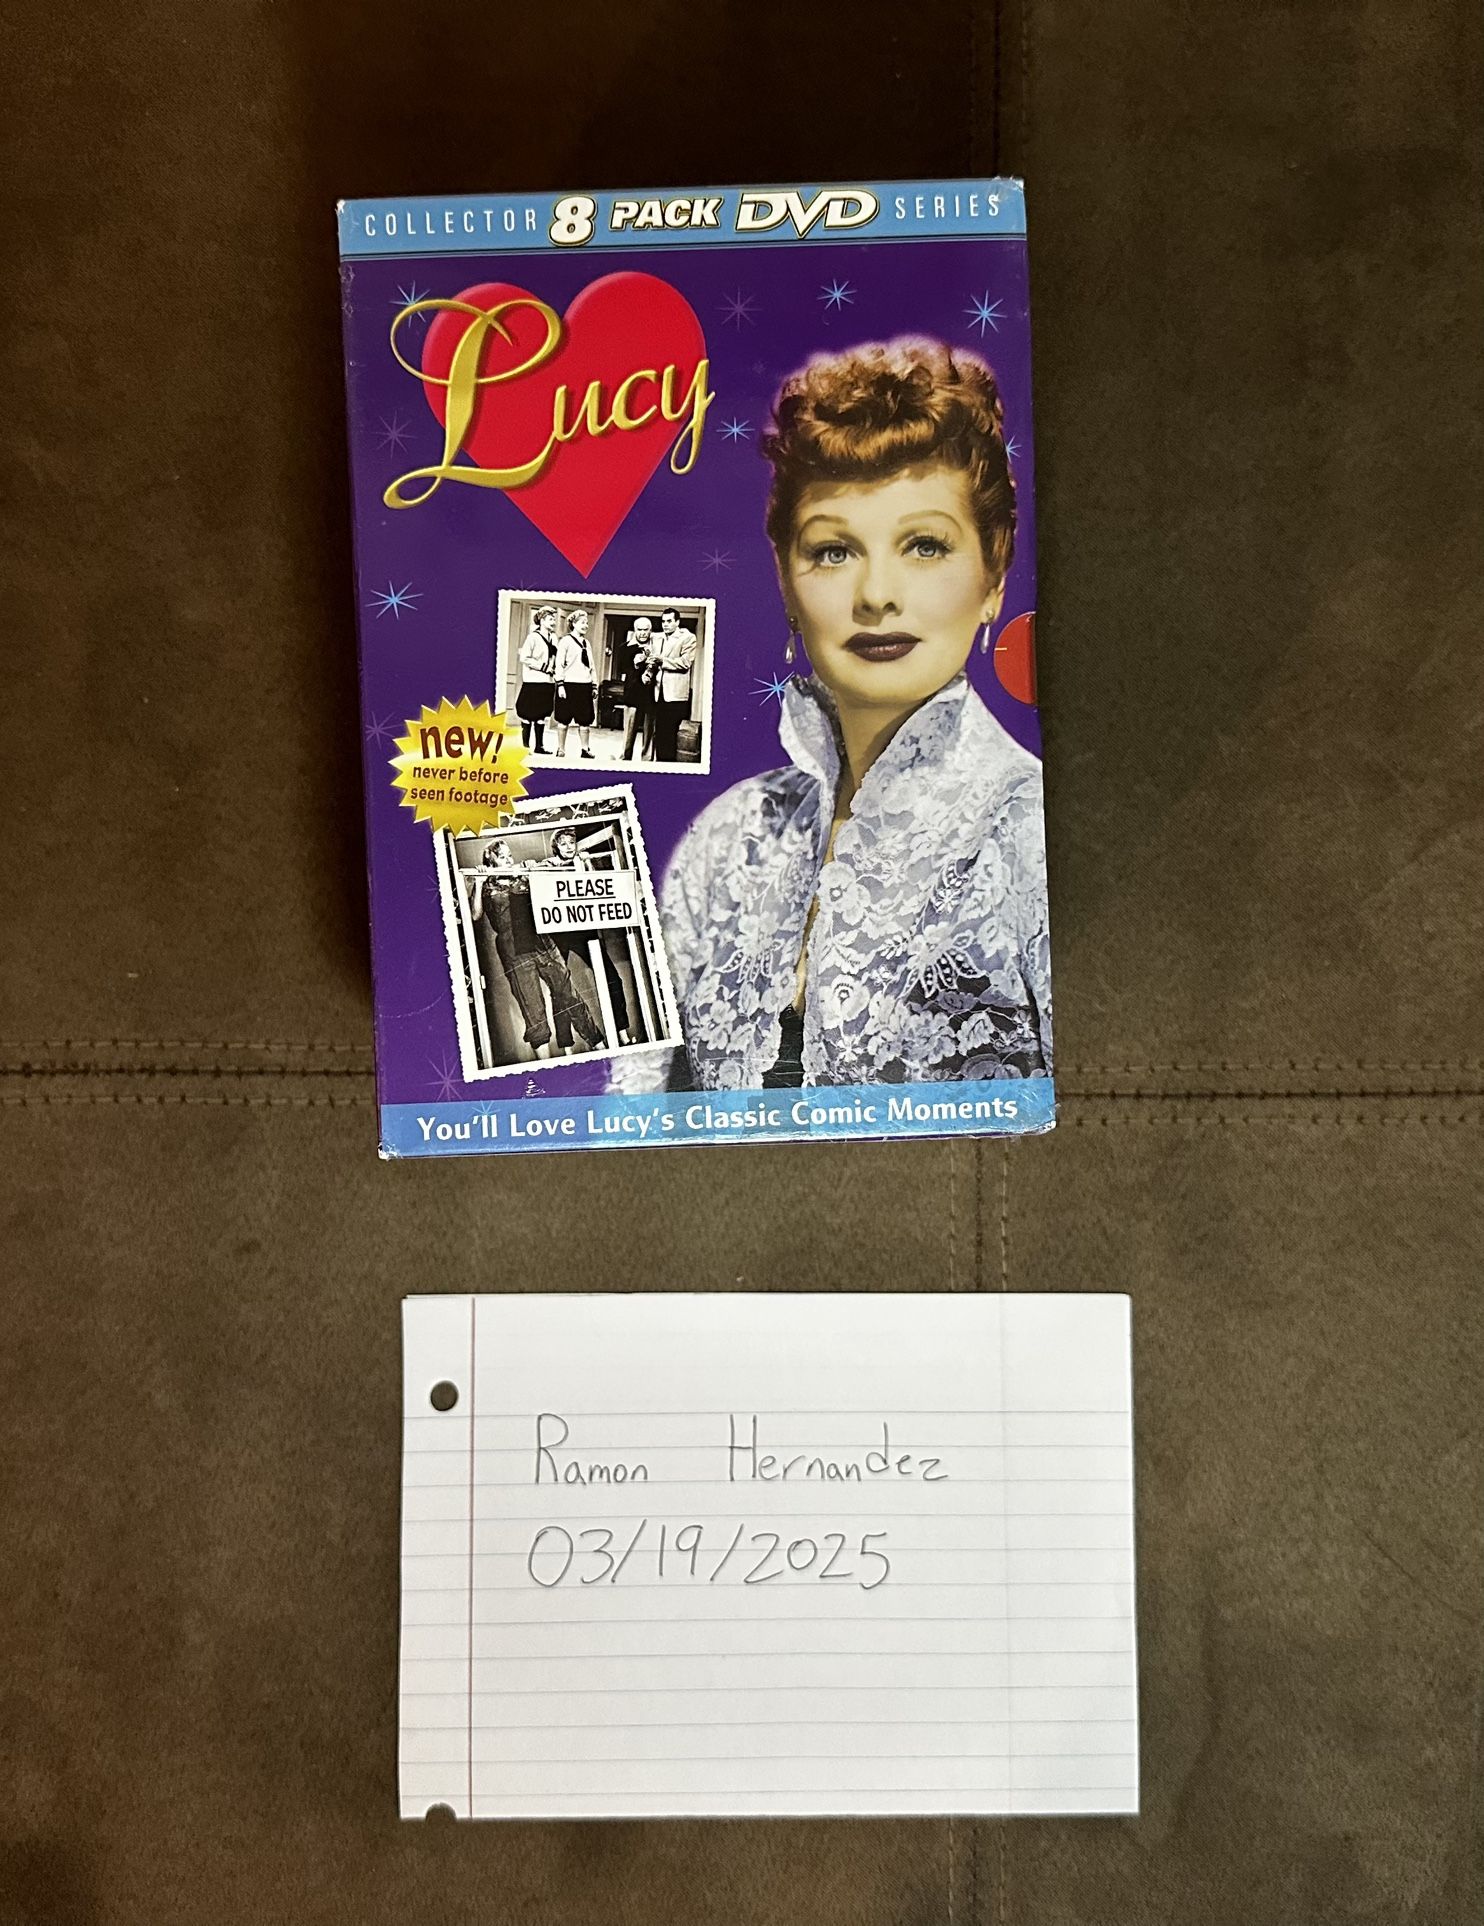 COLLECTOR 8 PACK DVD SERIES
Lucy
new!
never before
seen footage
PLEASE
DO NOT FEED
You'll Love Lucy's Classic Comic Moments
Ramon Hernandez
03/19/2025